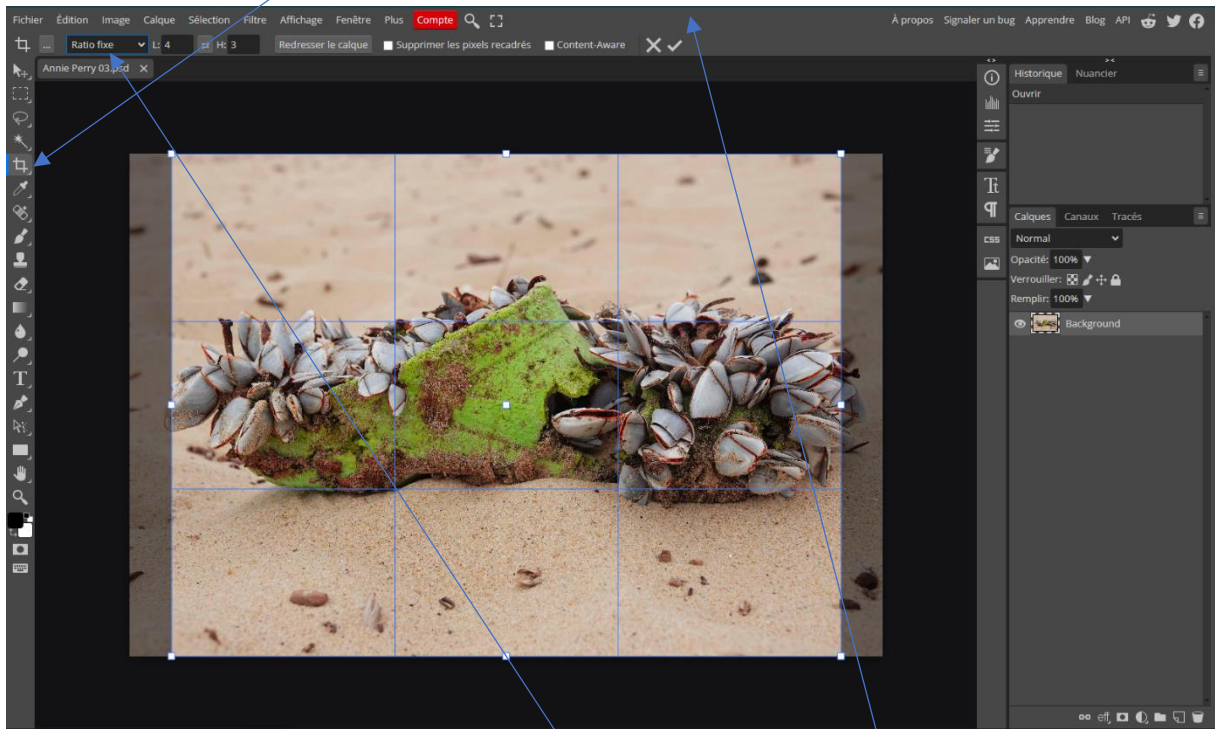 Fichier Édition Image Calque Sélection Filtre Affichage Fenêtre Plus Compte À propos Signaler un bug Apprendre Blog API
... Ratio fixe L: 4 H: 3 Redresser le calque Supprimer les pixels recadrés Content-Aware
Annie Perry 03.psd X
Historique Nuancier
Ouvrir
Calques Canaux Tracés
CSS Normal
Opacité: 100%
Verrouiller:
Remplir: 100%
Background
eff